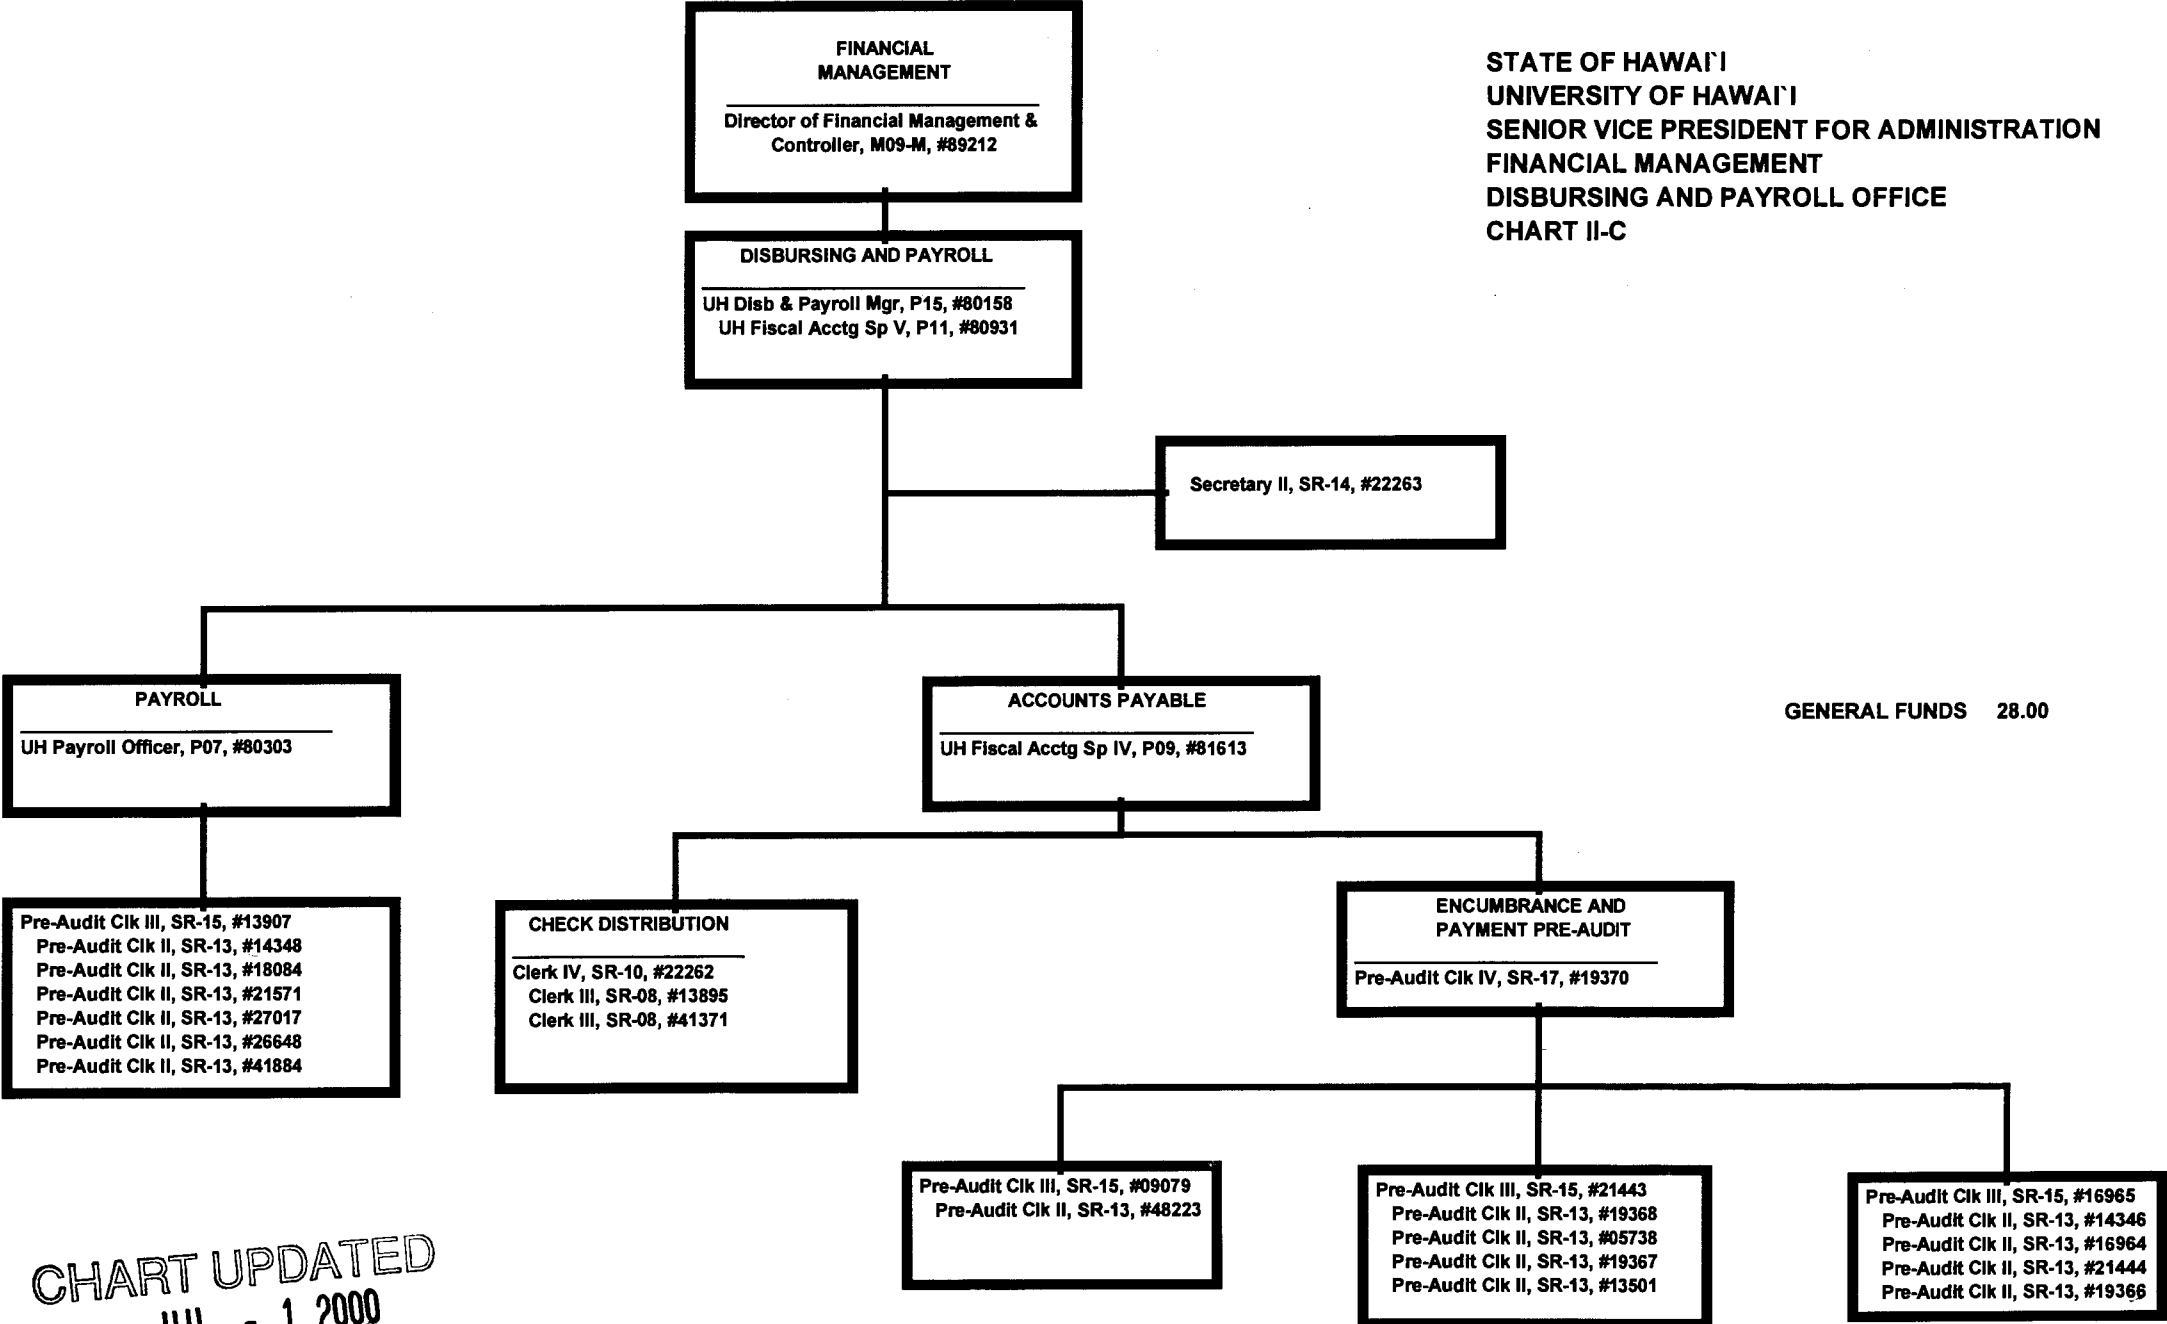 FINANCIAL
MANAGEMENT
Director of Financial Management &
Controller, M09-M, #89212
STATE OF HAWAI`I
UNIVERSITY OF HAWAI`I
SENIOR VICE PRESIDENT FOR ADMINISTRATION
FINANCIAL MANAGEMENT
DISBURSING AND PAYROLL OFFICE
CHART II-C
DISBURSING AND PAYROLL
UH Disb & Payroll Mgr, P15, #80158
UH Fiscal Acctg Sp V, P11, #80931
Secretary II, SR-14, #22263
PAYROLL
UH Payroll Officer, P07, #80303
ACCOUNTS PAYABLE
UH Fiscal Acctg Sp IV, P09, #81613
GENERAL FUNDS 28.00
Pre-Audit Clk III, SR-15, #13907
Pre-Audit Clk II, SR-13, #14348
Pre-Audit Clk II, SR-13, #18084
Pre-Audit Clk II, SR-13, #21571
Pre-Audit Clk II, SR-13, #27017
Pre-Audit Clk II, SR-13, #26648
Pre-Audit Clk II, SR-13, #41884
CHECK DISTRIBUTION
Clerk IV, SR-10, #22262
Clerk III, SR-08, #13895
Clerk III, SR-08, #41371
ENCUMBRANCE AND
PAYMENT PRE-AUDIT
Pre-Audit Clk IV, SR-17, #19370
Pre-Audit Clk III, SR-15, #09079
Pre-Audit Clk II, SR-13, #48223
Pre-Audit Clk III, SR-15, #21443
Pre-Audit Clk II, SR-13, #19368
Pre-Audit Clk II, SR-13, #05738
Pre-Audit Clk II, SR-13, #19367
Pre-Audit Clk II, SR-13, #13501
Pre-Audit Clk III, SR-15, #16965
Pre-Audit Clk II, SR-13, #14346
Pre-Audit Clk II, SR-13, #16964
Pre-Audit Clk II, SR-13, #21444
Pre-Audit Clk II, SR-13, #19366
CHART UPDATED
JUL - 1 2000